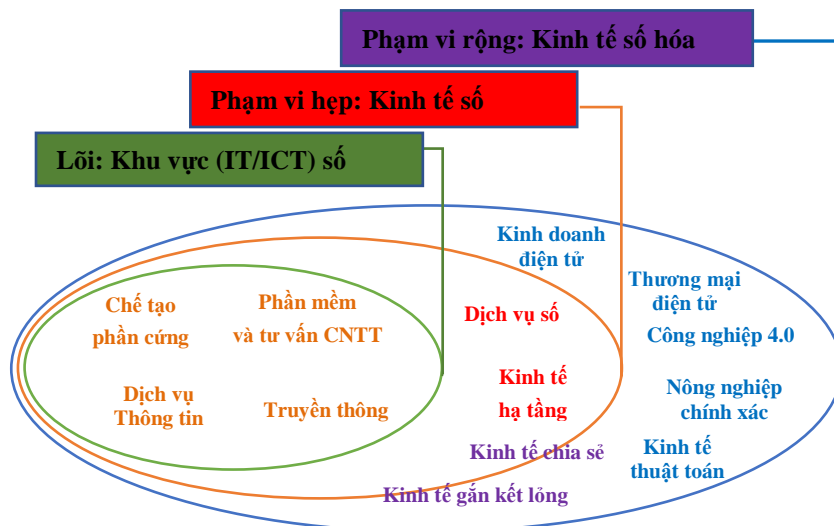 Phạm vi rộng: Kinh tế số hóa
Phạm vi hẹp: Kinh tế số
Lõi: Khu vực (IT/ICT) số
Kinh doanh
điện tử
Thương mại
điện tử
Chế tạo
phần cứng
Phần mềm
và tư vấn CNTT
Dịch vụ số
Công nghiệp 4.0
Dịch vụ
Thông tin
Truyền thông
Kinh tế
hạ tầng
Nông nghiệp
chính xác
Kinh tế chia sẻ
Kinh tế
thuật toán
Kinh tế gắn kết lỏng